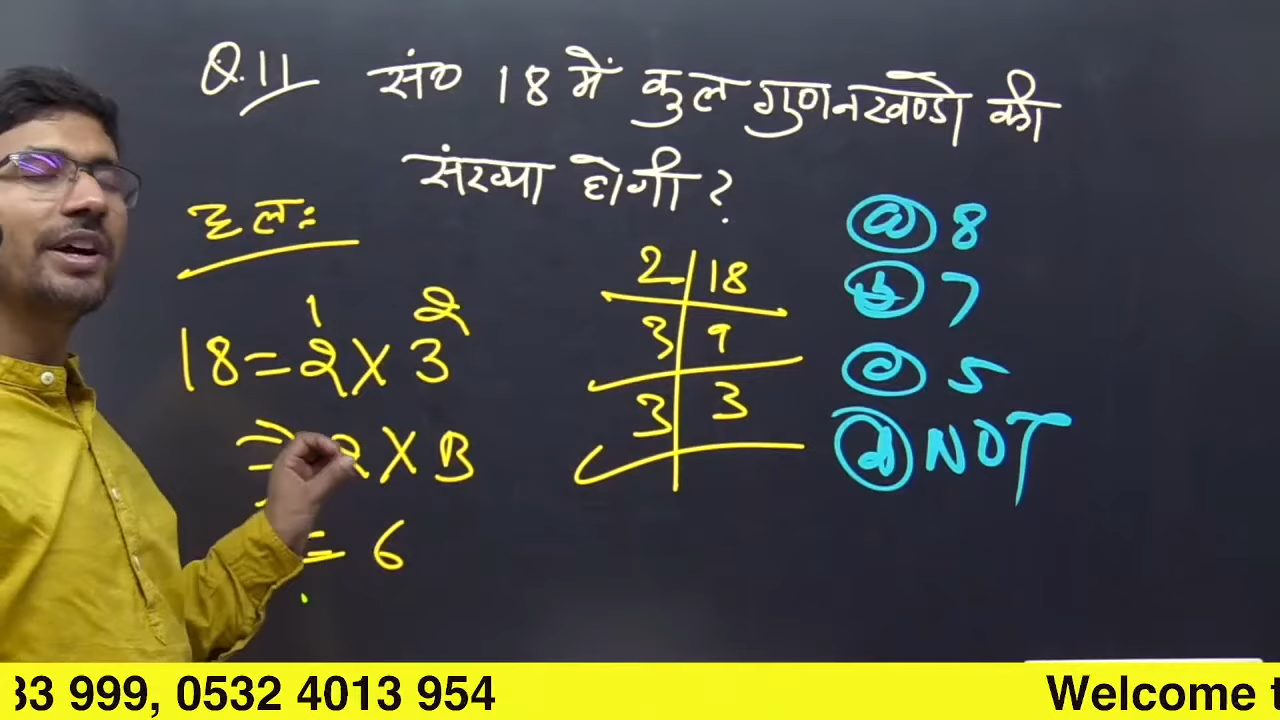 Q.11 सं० 18 में कुल गुणनखण्डो की
संख्या होगी ?
हलः
18 = 2¹ × 3²
⇒ 2 × 3
= 6
2 | 18
3 | 9
3 | 3
(a) 8
(b) 7
(c) 5
(d) NOT
33 999, 0532 4013 954
Welcome t